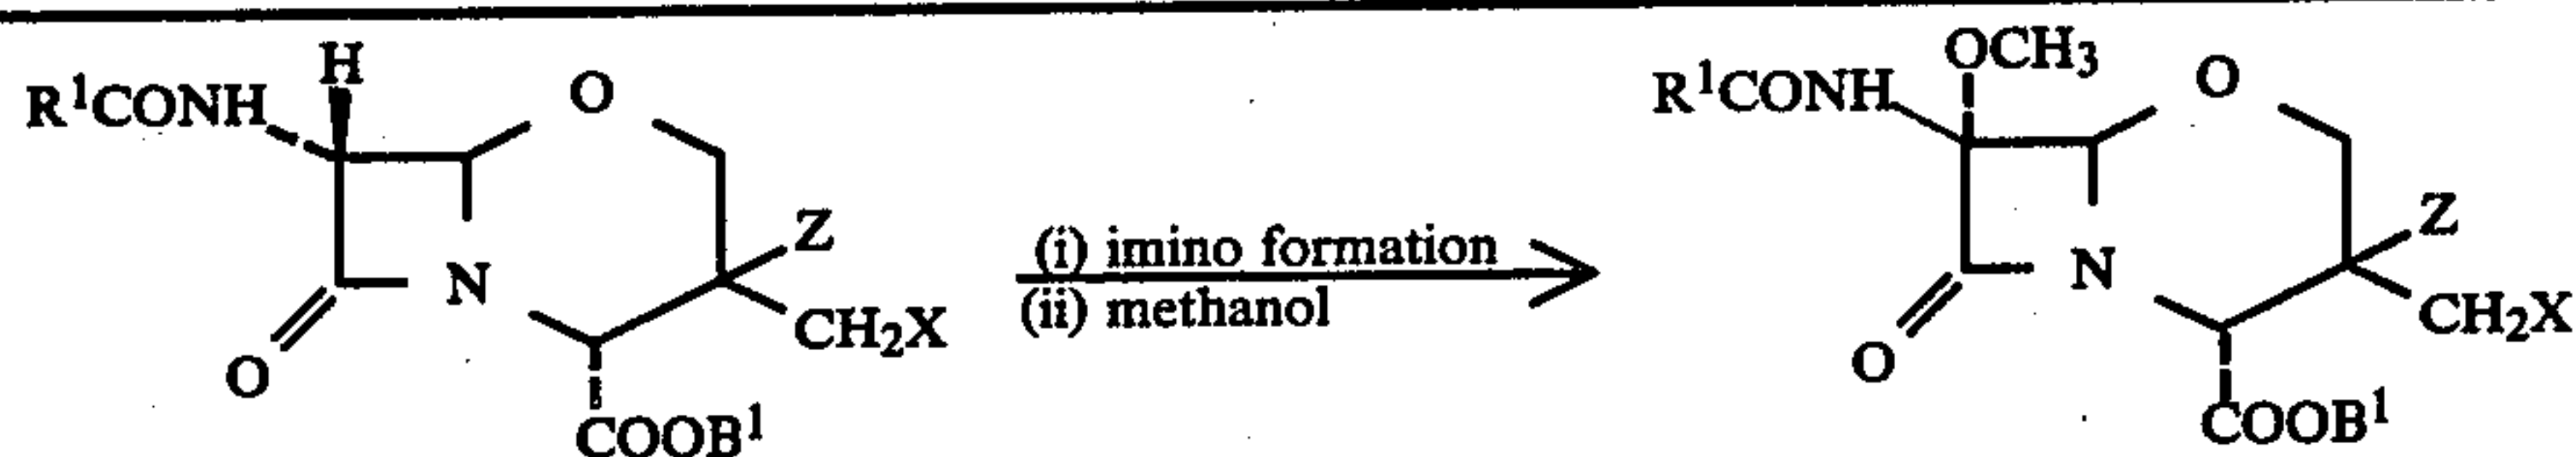 H
R¹CONH
O
Z
N
CH₂X
O
COOB¹
(i) imino formation
(ii) methanol
OCH₃
R¹CONH
O
Z
N
CH₂X
O
COOB¹